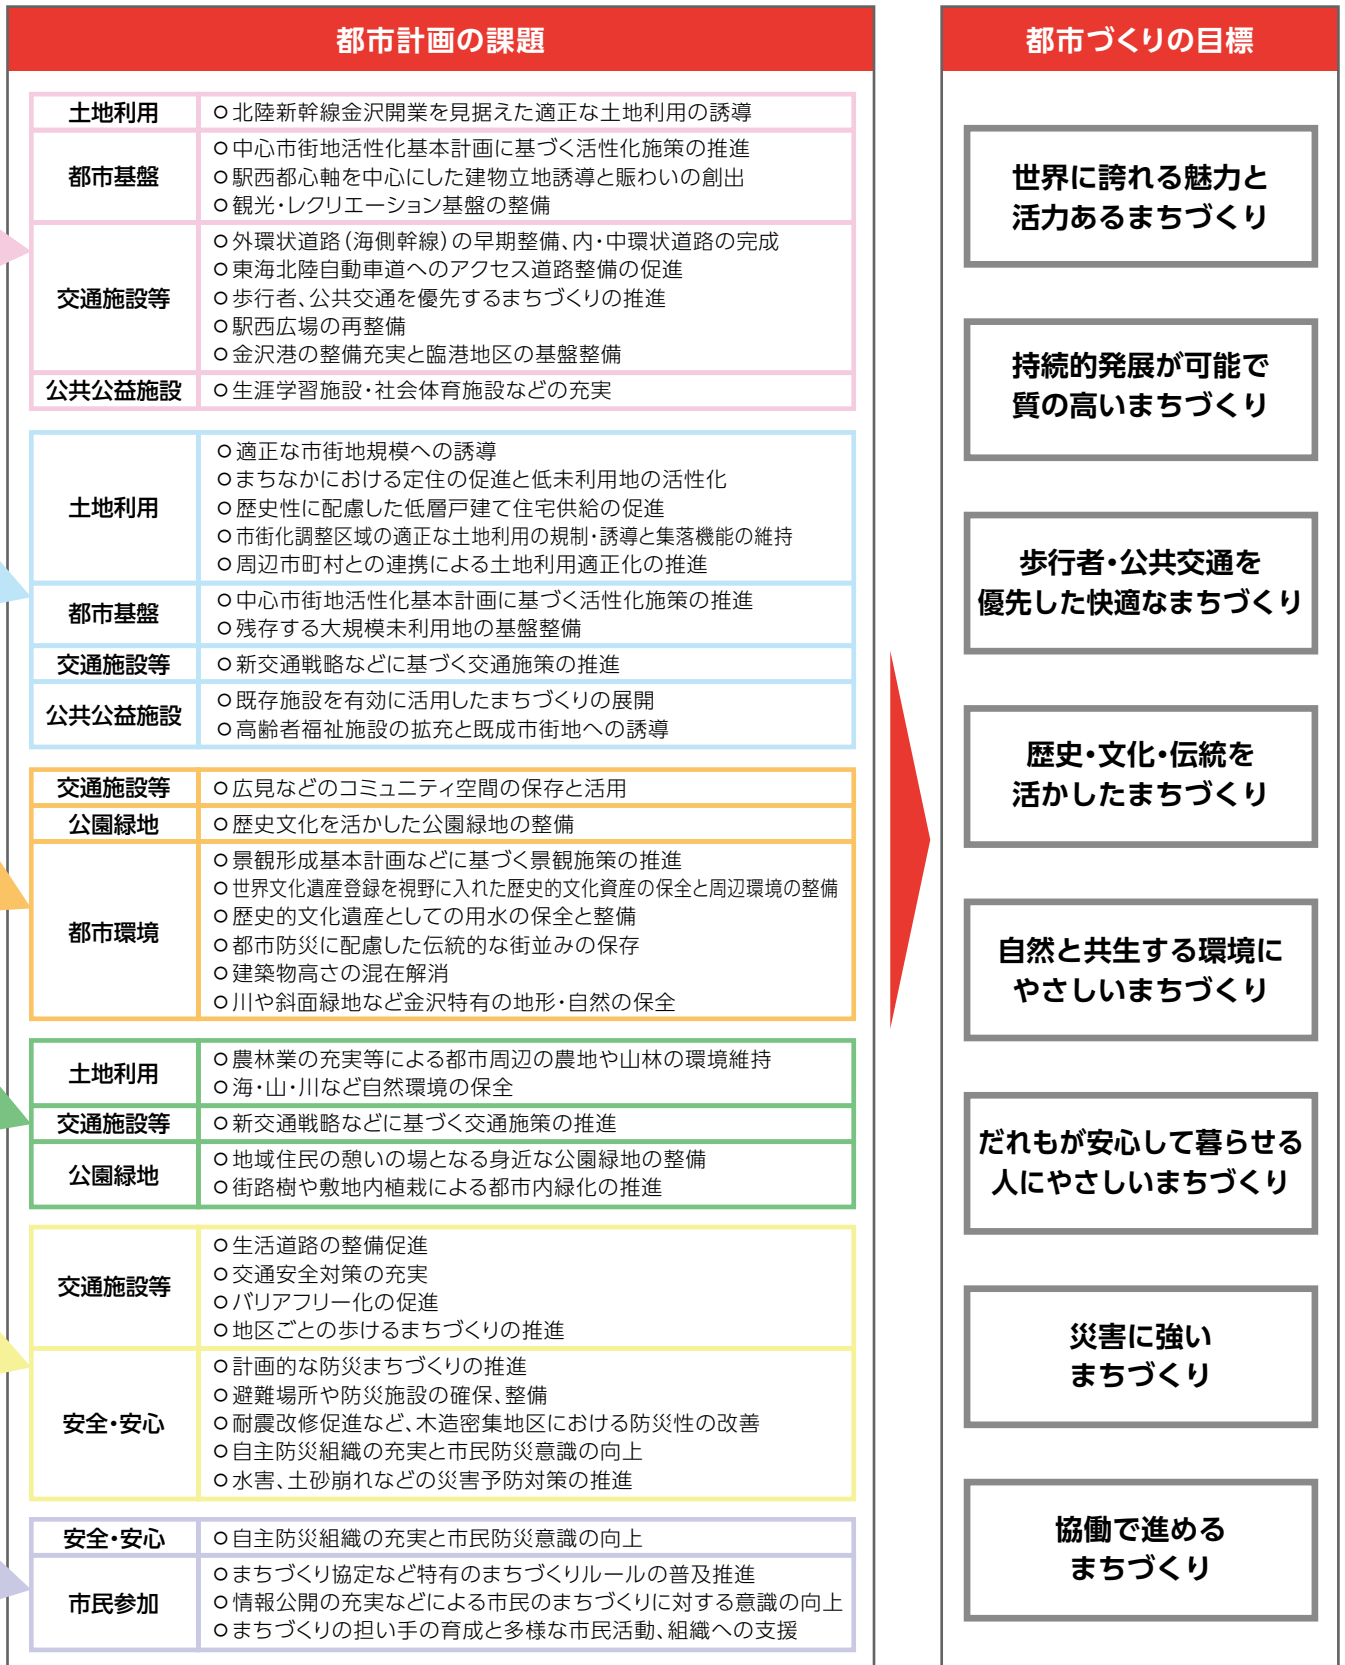 都市計画の課題
土地利用
○北陸新幹線金沢開業を見据えた適正な土地利用の誘導
都市基盤
○中心市街地活性化基本計画に基づく活性化施策の推進
○駅西都心軸を中心にした建物立地誘導と賑わいの創出
○観光・レクリエーション基盤の整備
交通施設等
○外環状道路(海側幹線)の早期整備、内・中環状道路の完成
○東海北陸自動車道へのアクセス道路整備の促進
○歩行者、公共交通を優先するまちづくりの推進
○駅西広場の再整備
○金沢港の整備充実と臨港地区の基盤整備
公共公益施設
○生涯学習施設・社会体育施設などの充実
土地利用
○適正な市街地規模への誘導
○まちなかにおける定住の促進と低未利用地の活性化
○歴史性に配慮した低層戸建て住宅供給の促進
○市街化調整区域の適正な土地利用の規制・誘導と集落機能の維持
○周辺市町村との連携による土地利用適正化の推進
都市基盤
○中心市街地活性化基本計画に基づく活性化施策の推進
○残存する大規模未利用地の基盤整備
交通施設等
○新交通戦略などに基づく交通施策の推進
公共公益施設
○既存施設を有効に活用したまちづくりの展開
○高齢者福祉施設の拡充と既成市街地への誘導
交通施設等
○広見などのコミュニティ空間の保存と活用
公園緑地
○歴史文化を活かした公園緑地の整備
都市環境
○景観形成基本計画などに基づく景観施策の推進
○世界文化遺産登録を視野に入れた歴史的文化資産の保全と周辺環境の整備
○歴史的文化遺産としての用水の保全と整備
○都市防災に配慮した伝統的な街並みの保存
○建築物高さの混在解消
○川や斜面緑地など金沢特有の地形・自然の保全
土地利用
○農林業の充実等による都市周辺の農地や山林の環境維持
○海・山・川など自然環境の保全
交通施設等
○新交通戦略などに基づく交通施策の推進
公園緑地
○地域住民の憩いの場となる身近な公園緑地の整備
○街路樹や敷地内植栽による都市内緑化の推進
交通施設等
○生活道路の整備促進
○交通安全対策の充実
○バリアフリー化の促進
○地区ごとの歩けるまちづくりの推進
安全・安心
○計画的な防災まちづくりの推進
○避難場所や防災施設の確保、整備
○耐震改修促進など、木造密集地区における防災性の改善
○自主防災組織の充実と市民防災意識の向上
○水害、土砂崩れなどの災害予防対策の推進
安全・安心
○自主防災組織の充実と市民防災意識の向上
市民参加
○まちづくり協定など特有のまちづくりルールの普及推進
○情報公開の充実などによる市民のまちづくりに対する意識の向上
○まちづくりの担い手の育成と多様な市民活動、組織への支援
都市づくりの目標
世界に誇れる魅力と
活力あるまちづくり
持続的発展が可能で
質の高いまちづくり
歩行者・公共交通を
優先した快適なまちづくり
歴史・文化・伝統を
活かしたまちづくり
自然と共生する環境に
やさしいまちづくり
だれもが安心して暮らせる
人にやさしいまちづくり
災害に強い
まちづくり
協働で進める
まちづくり